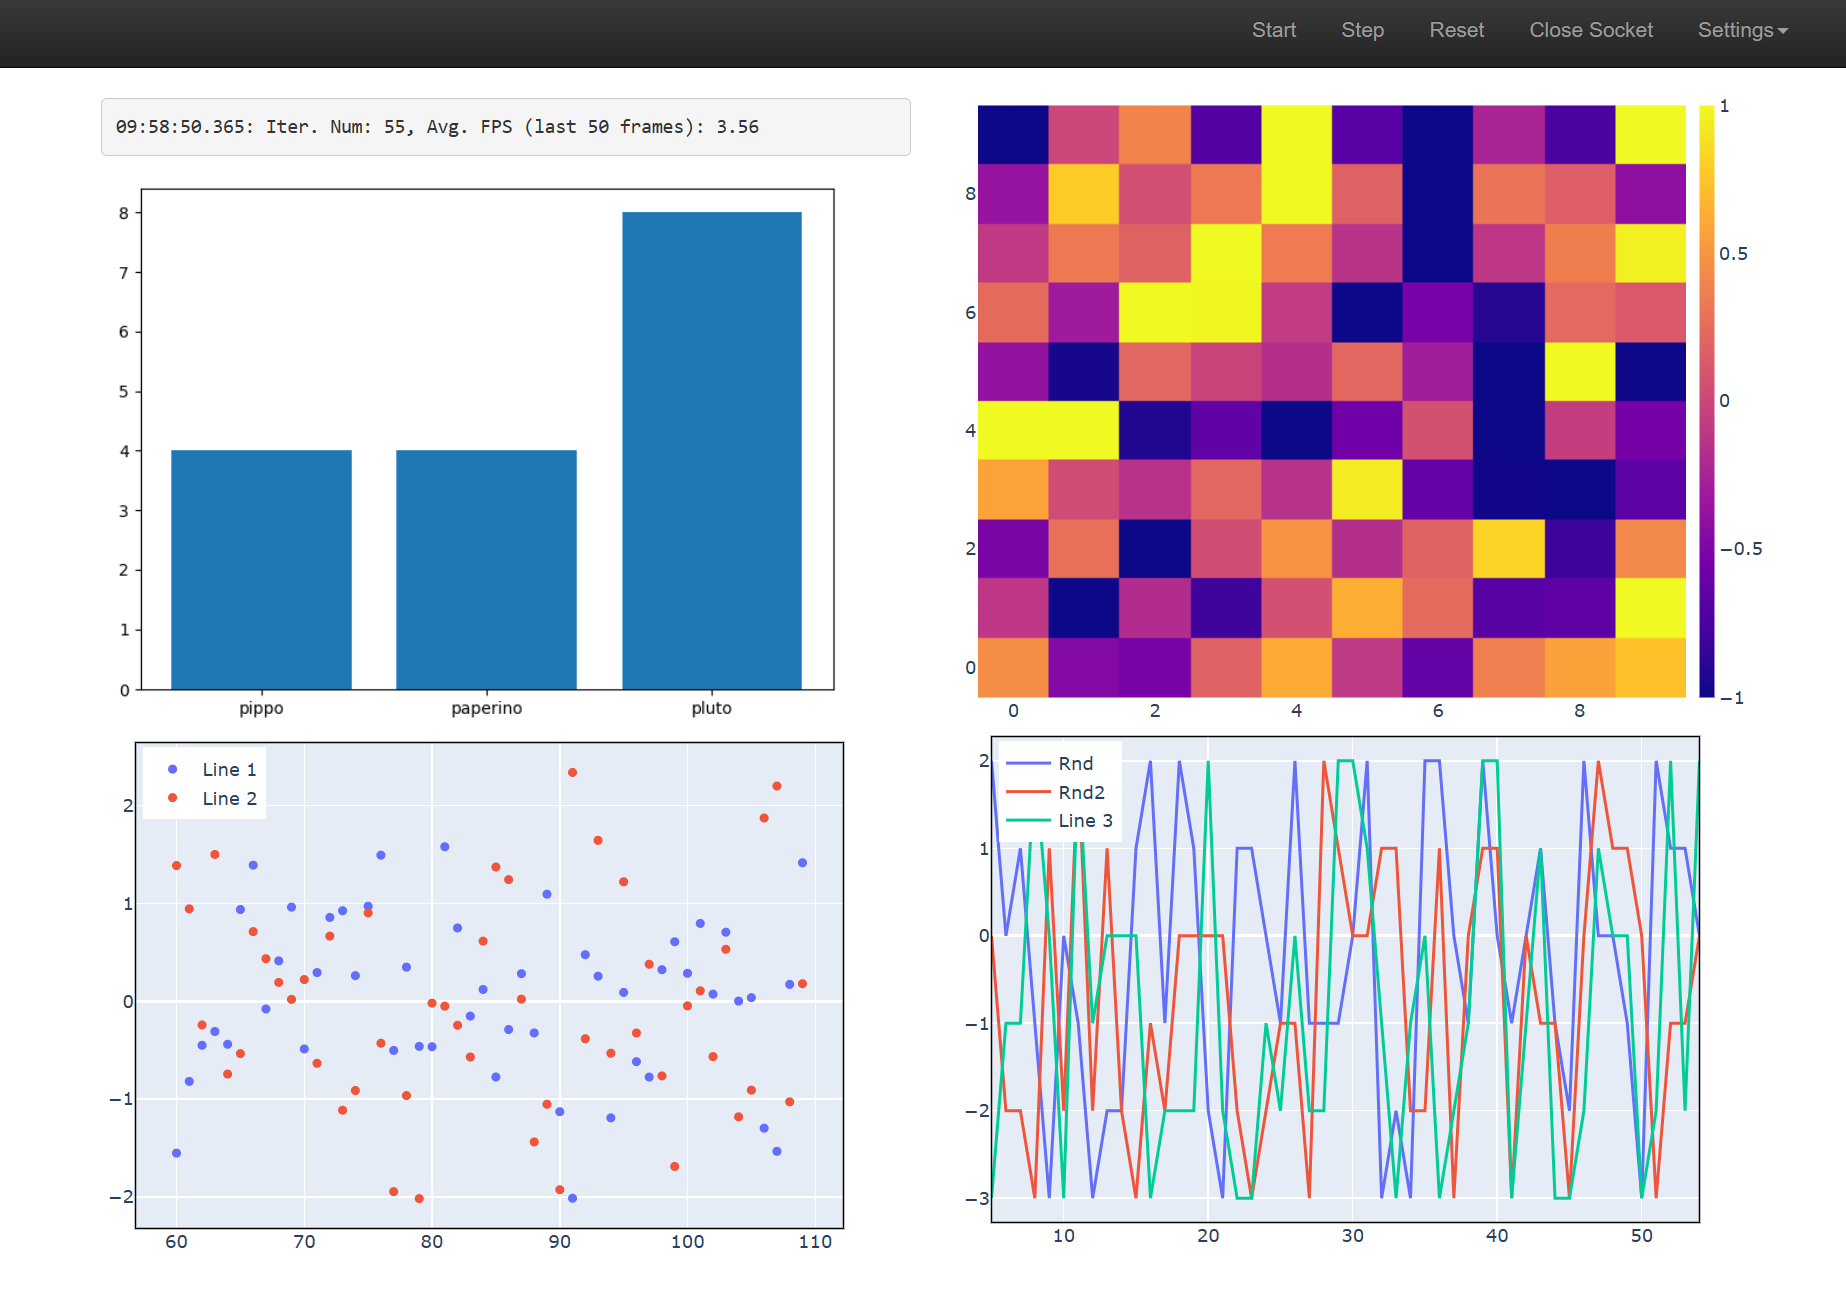 Start Step Reset Close Socket Settings
09:58:50.365: Iter. Num: 55, Avg. FPS (last 50 frames): 3.56
8
7
6
5
4
3
2
1
0
pippo paperino pluto
8
6
4
2
0
0 2 4 6 8
1
0.5
0
−0.5
−1
Line 1
Line 2
2
1
0
−1
−2
60 70 80 90 100 110
Rnd
Rnd2
Line 3
2
1
0
−1
−2
−3
10 20 30 40 50